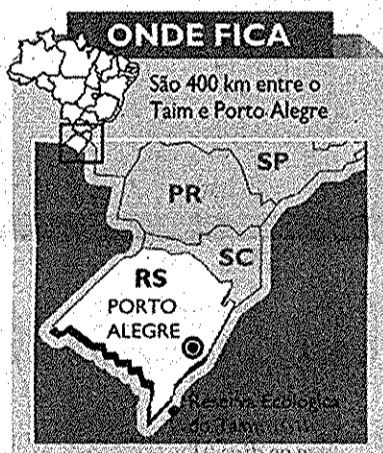 ONDE FICA
São 400 km entre o
Taim e Porto Alegre
SP
PR
SC
RS
PORTO
ALEGRE
Reserva Ecológica
do Taim